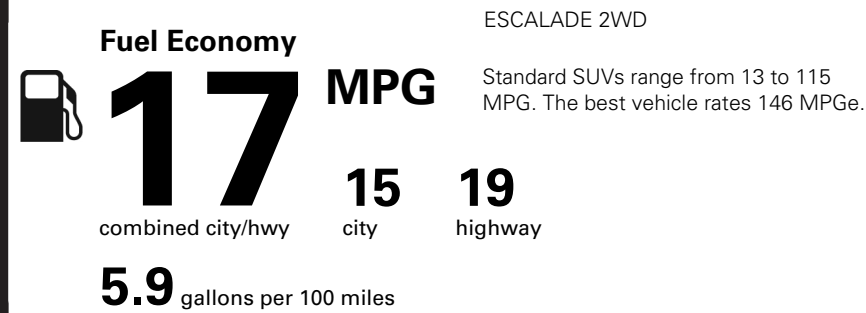 Fuel Economy
17 MPG
combined city/hwy
15
city
19
highway
5.9 gallons per 100 miles
ESCALADE 2WD
Standard SUVs range from 13 to 115
MPG. The best vehicle rates 146 MPGe.